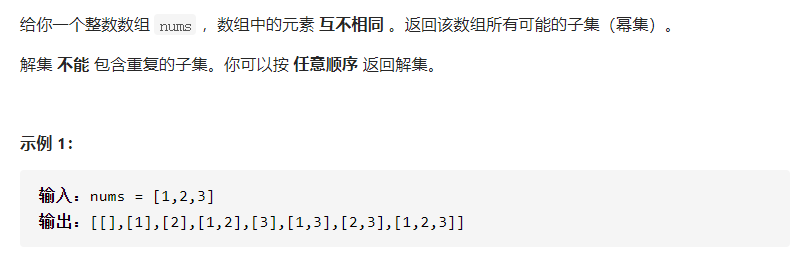 给你一个整数数组 nums ，数组中的元素 互不相同 。返回该数组所有可能的子集（幂集）。
解集 不能 包含重复的子集。你可以按 任意顺序 返回解集。
示例 1：
输入：nums = [1,2,3]
输出：[[],[1],[2],[1,2],[3],[1,3],[2,3],[1,2,3]]